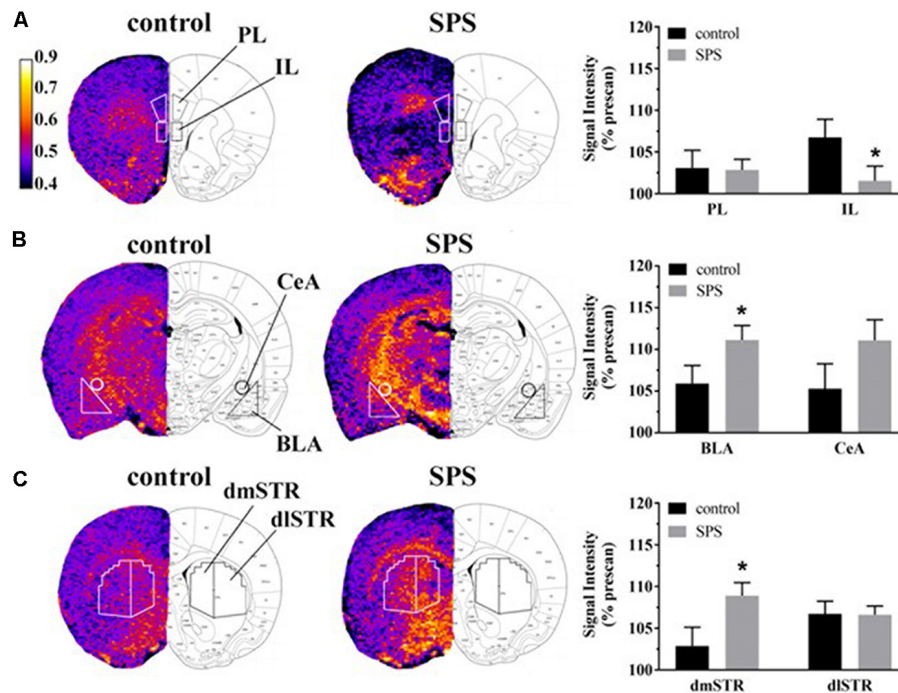 A
control
SPS
PL
IL
0.9
0.8
0.7
0.6
0.5
0.4
Signal Intensity
(% prescan)
120
115
110
105
100
control
SPS
*
PL
IL
B
control
SPS
CeA
BLA
Signal Intensity
(% prescan)
120
115
110
105
100
control
SPS
*
BLA
CeA
C
control
SPS
dmSTR
dlSTR
Signal Intensity
(% prescan)
120
115
110
105
100
control
SPS
*
dmSTR
dlSTR